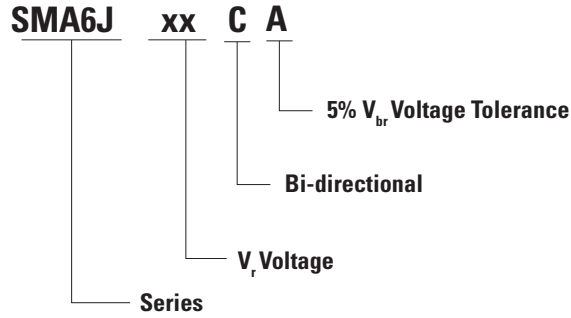 SMA6J xx C A
5% Vbr Voltage Tolerance
Bi-directional
Vr Voltage
Series